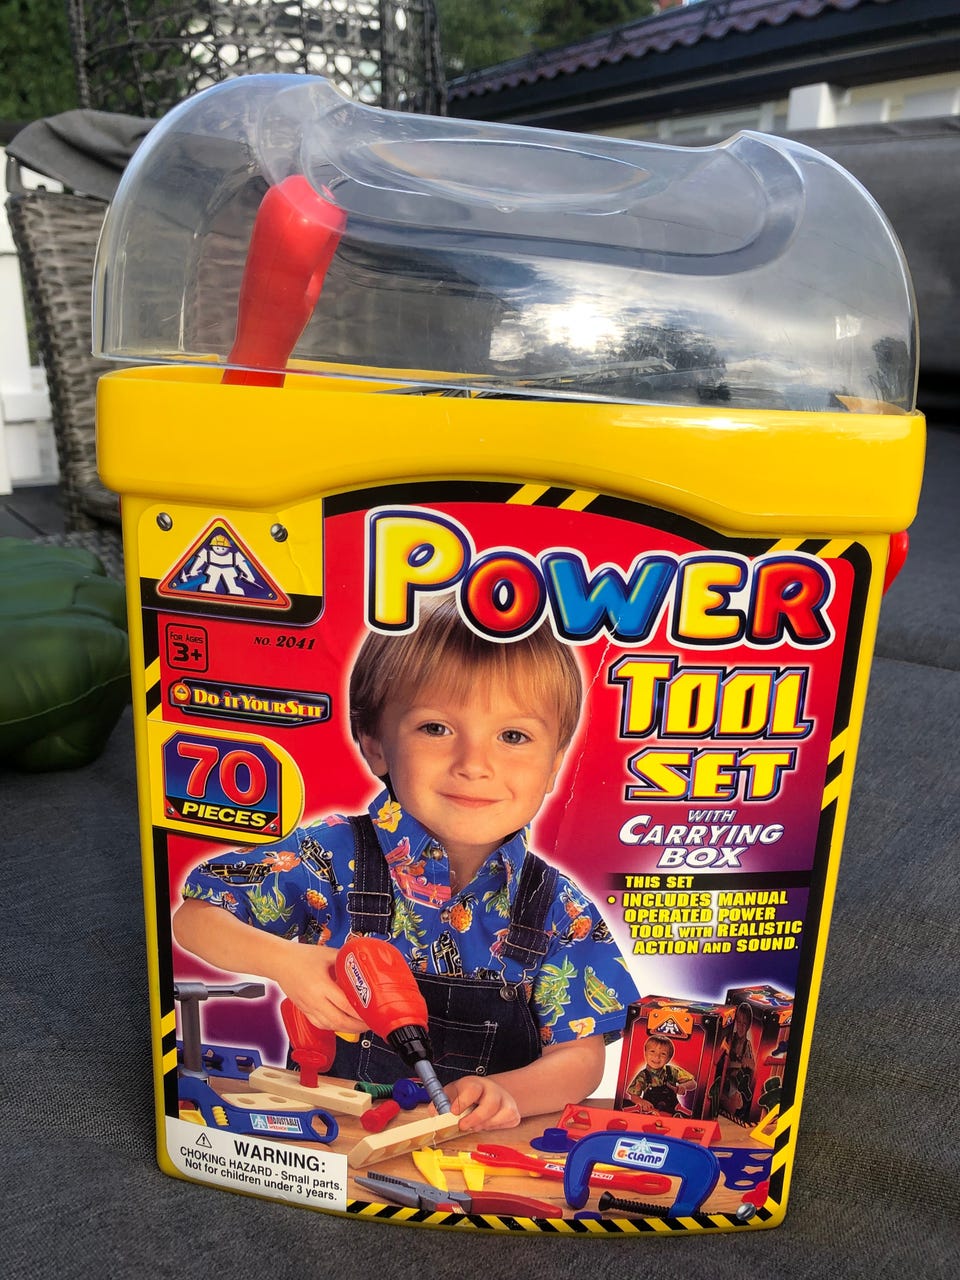 POWER
TOOL
SET
WITH
CARRYING
BOX
FOR AGES
3+
NO. 2041
DO-IT-YOURSELF
70
PIECES
THIS SET
• INCLUDES MANUAL
OPERATED POWER
TOOL WITH REALISTIC
ACTION AND SOUND.
ADJUSTABLE
WRENCH
G-CLAMP
WARNING:
CHOKING HAZARD - Small parts.
Not for children under 3 years.